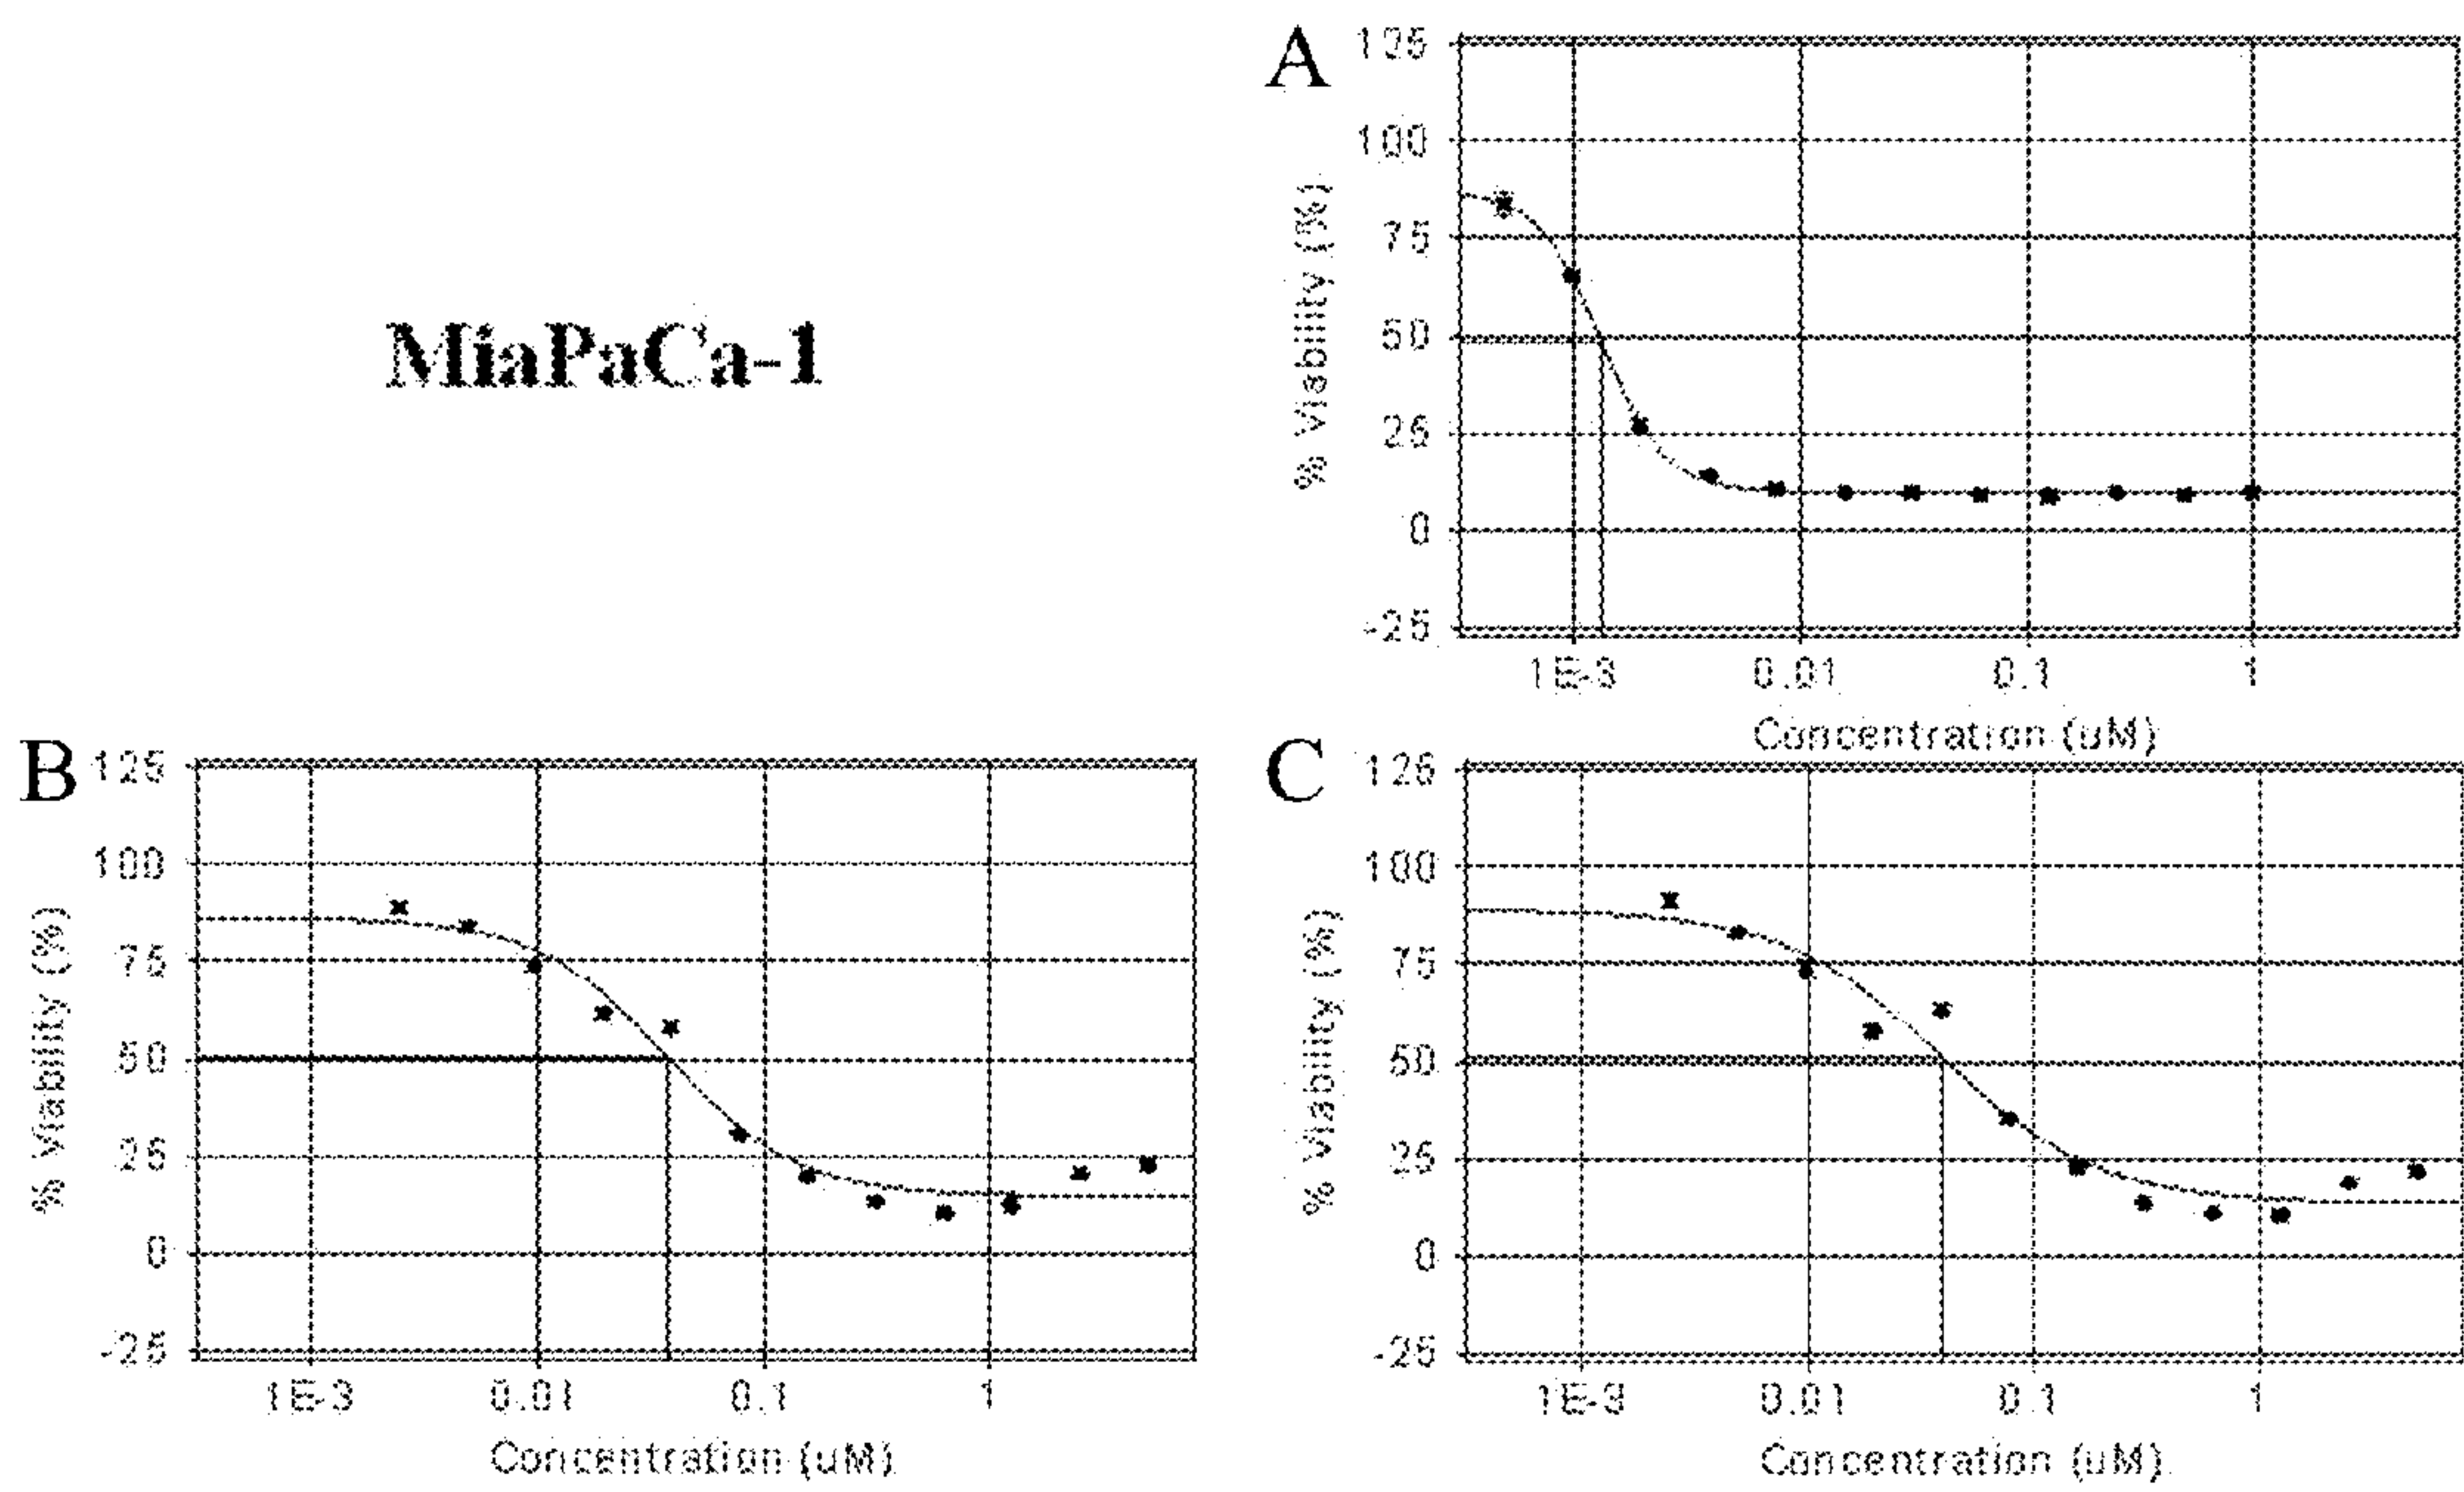 A
125
100
75
50
25
0
-25
% Viability (%)
1E-3 0.01 0.1 1
Concentration (uM)
MiaPaCa-1
B
125
100
75
50
25
0
-25
% Viability (%)
1E-3 0.01 0.1 1
Concentration (uM)
C
125
100
75
50
25
0
-25
% Viability (%)
1E-3 0.01 0.1 1
Concentration (uM)